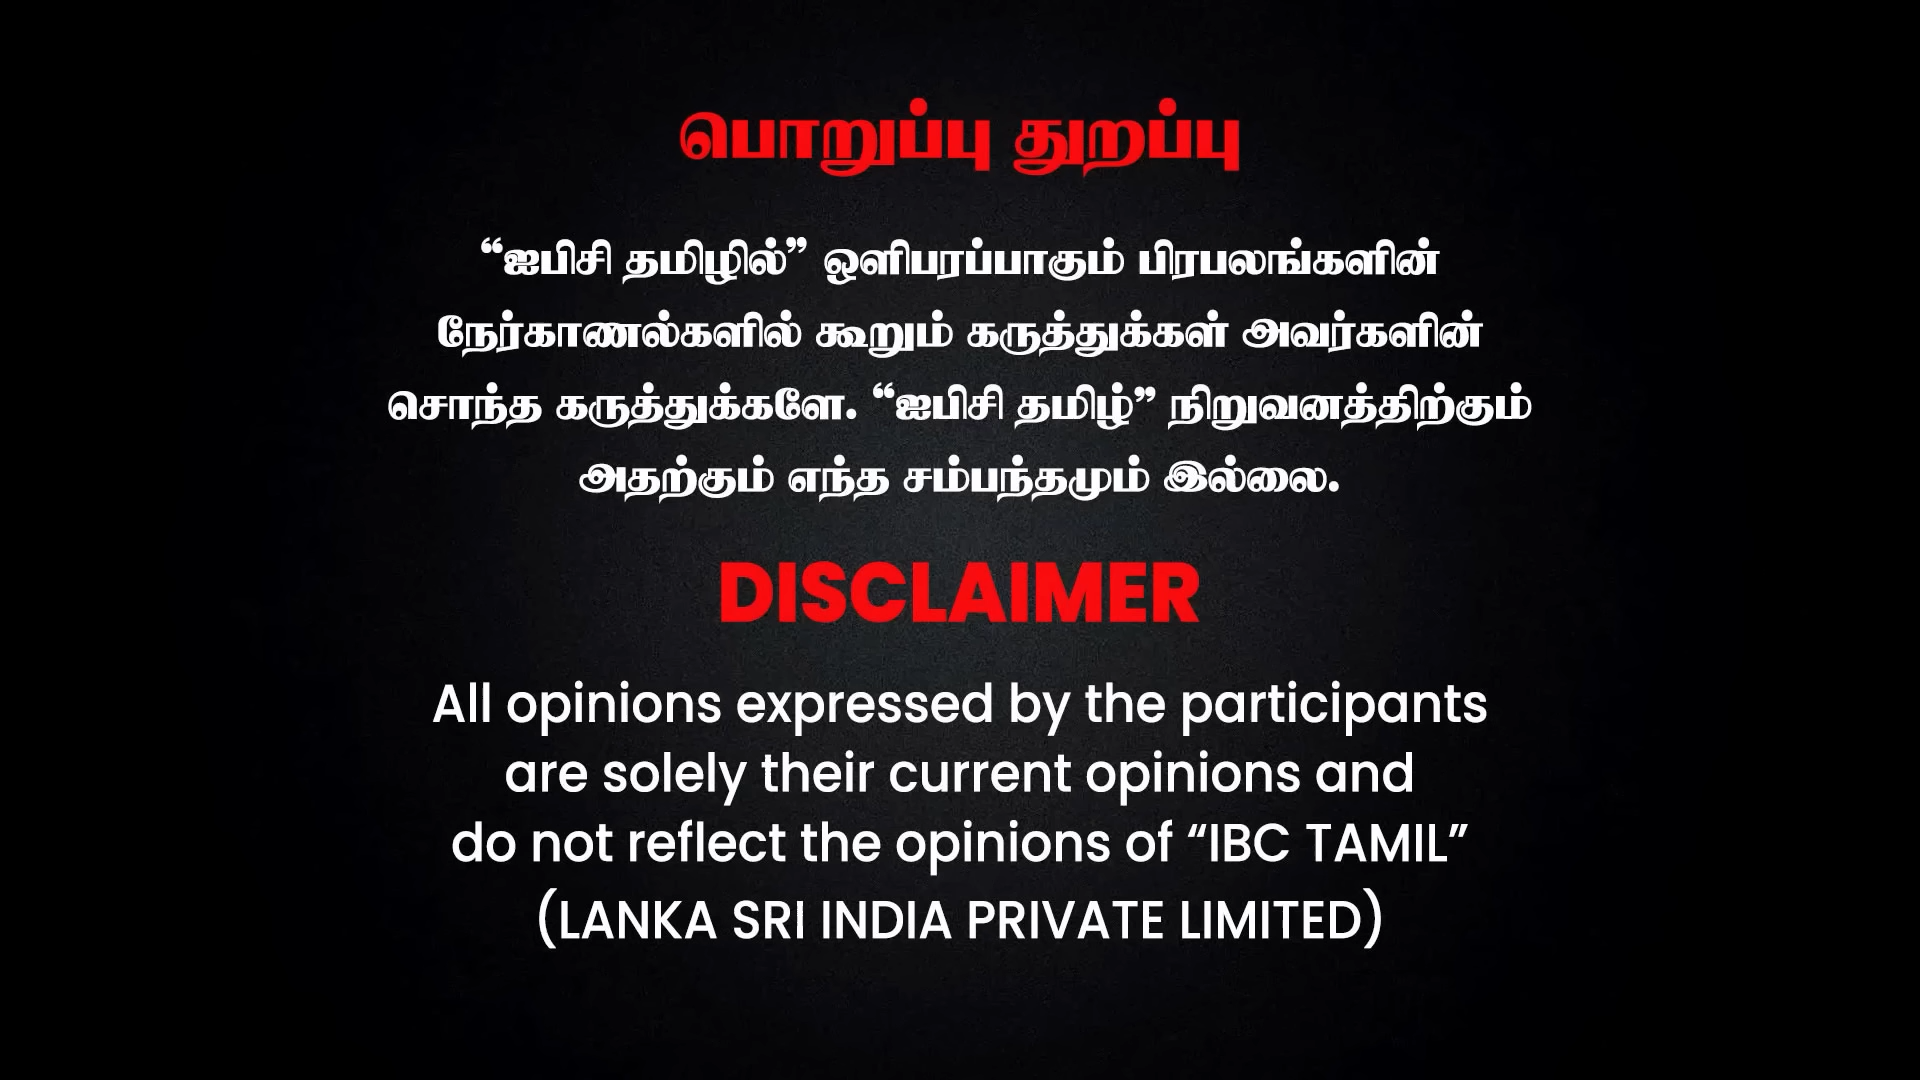 பொறுப்பு துறப்பு
“ஐபிசி தமிழில்” ஒளிபரப்பாகும் பிரபலங்களின்
நேர்காணல்களில் கூறும் கருத்துக்கள் அவர்களின்
சொந்த கருத்துக்களே. “ஐபிசி தமிழ்” நிறுவனத்திற்கும்
அதற்கும் எந்த சம்பந்தமும் இல்லை.
DISCLAIMER
All opinions expressed by the participants
are solely their current opinions and
do not reflect the opinions of “IBC TAMIL”
(LANKA SRI INDIA PRIVATE LIMITED)